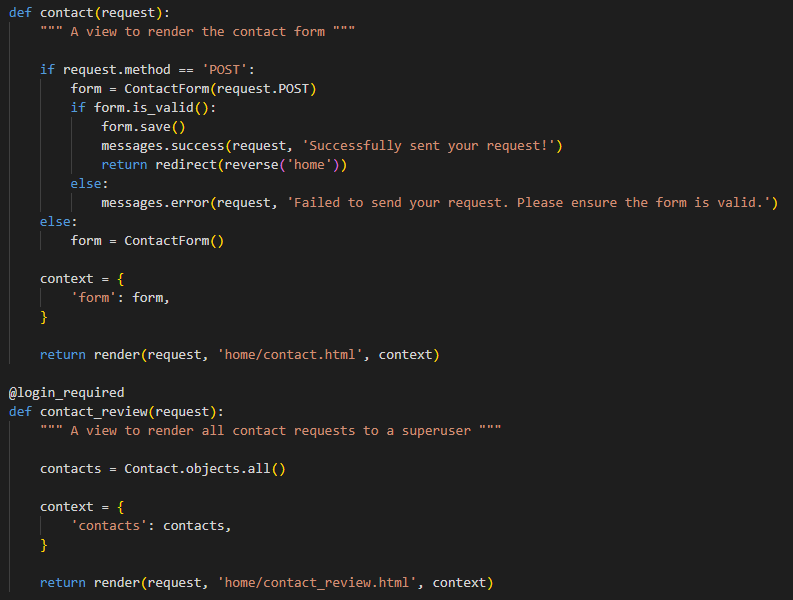 def contact(request):
    """ A view to render the contact form """

    if request.method == 'POST':
        form = ContactForm(request.POST)
        if form.is_valid():
            form.save()
            messages.success(request, 'Successfully sent your request!')
            return redirect(reverse('home'))
        else:
            messages.error(request, 'Failed to send your request. Please ensure the form is valid.')
    else:
        form = ContactForm()

    context = {
        'form': form,
    }

    return render(request, 'home/contact.html', context)

@login_required
def contact_review(request):
    """ A view to render all contact requests to a superuser """

    contacts = Contact.objects.all()

    context = {
        'contacts': contacts,
    }

    return render(request, 'home/contact_review.html', context)